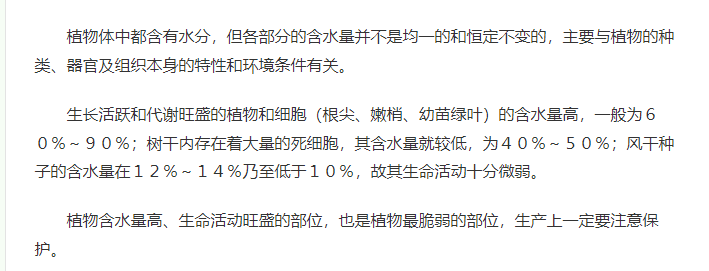 植物体中都含有水分，但各部分的含水量并不是均一的和恒定不变的，主要与植物的种
类、器官及组织本身的特性和环境条件有关。
生长活跃和代谢旺盛的植物和细胞（根尖、嫩梢、幼苗绿叶）的含水量高，一般为６
０％～９０％；树干内存在着大量的死细胞，其含水量就较低，为４０％～５０％；风干种
子的含水量在１２％～１４％乃至低于１０％，故其生命活动十分微弱。
植物含水量高、生命活动旺盛的部位，也是植物最脆弱的部位，生产上一定要注意保
护。